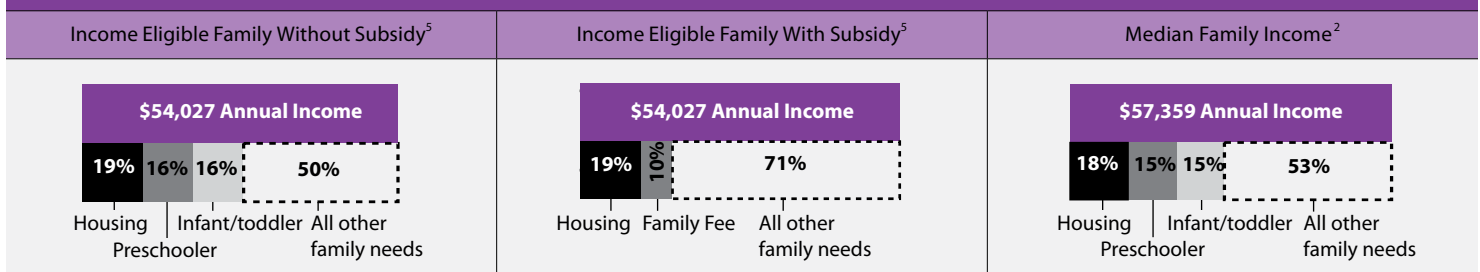 Income Eligible Family Without Subsidy5
Income Eligible Family With Subsidy5
Median Family Income2
$54,027 Annual Income
19% 16% 16% 50%
Housing Infant/toddler All other
Preschooler family needs
$54,027 Annual Income
19% 10% 71%
Housing Family Fee All other
family needs
$57,359 Annual Income
18% 15% 15% 53%
Housing Infant/toddler All other
Preschooler family needs